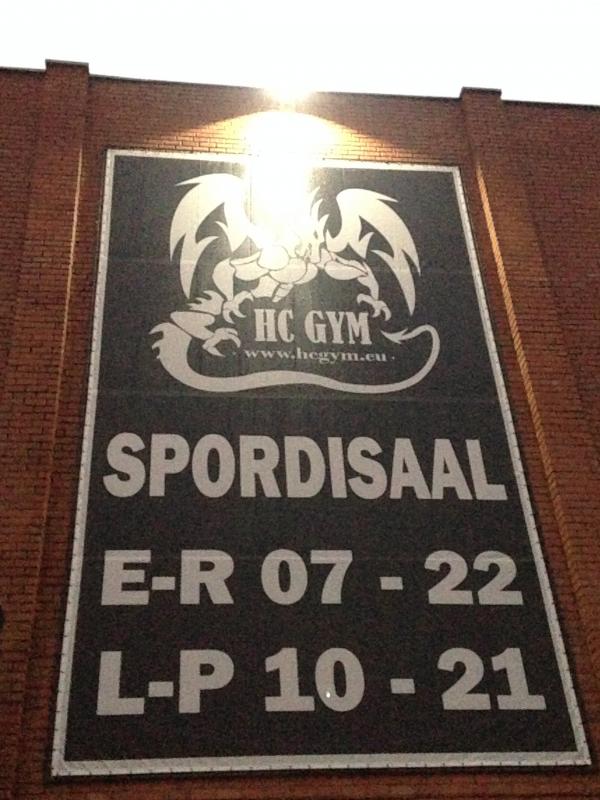 HC GYM
· www.hcgym.eu ·
SPORDISAAL
E-R 07 - 22
L-P 10 - 21